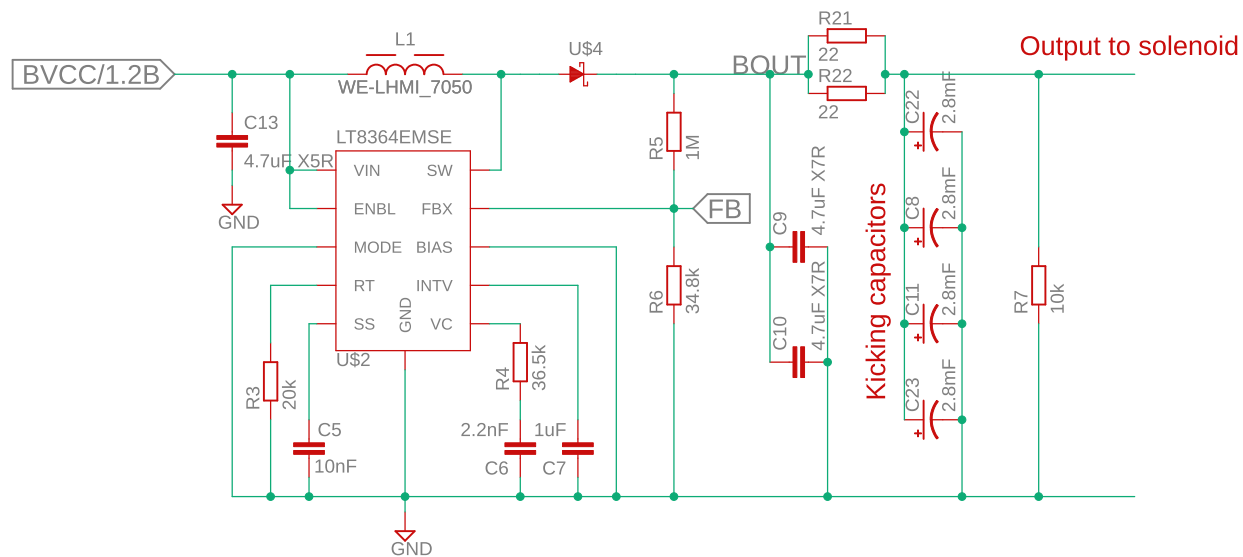 R21
22
R22
22
Output to solenoid
BVCC/1.2B
L1
WE-LHMI_7050
U$4
BOUT
C13
4.7uF X5R
GND
LT8364EMSE
VIN
SW
ENBL
FBX
MODE
BIAS
RT
INTV
SS
GND
VC
U$2
R5
1M
FB
R6
34.8k
C9
4.7uF X7R
C10
4.7uF X7R
Kicking capacitors
C22
2.8mF
C8
2.8mF
C11
2.8mF
C23
2.8mF
R7
10k
R3
20k
C5
10nF
R4
36.5k
2.2nF
C6
1uF
C7
GND